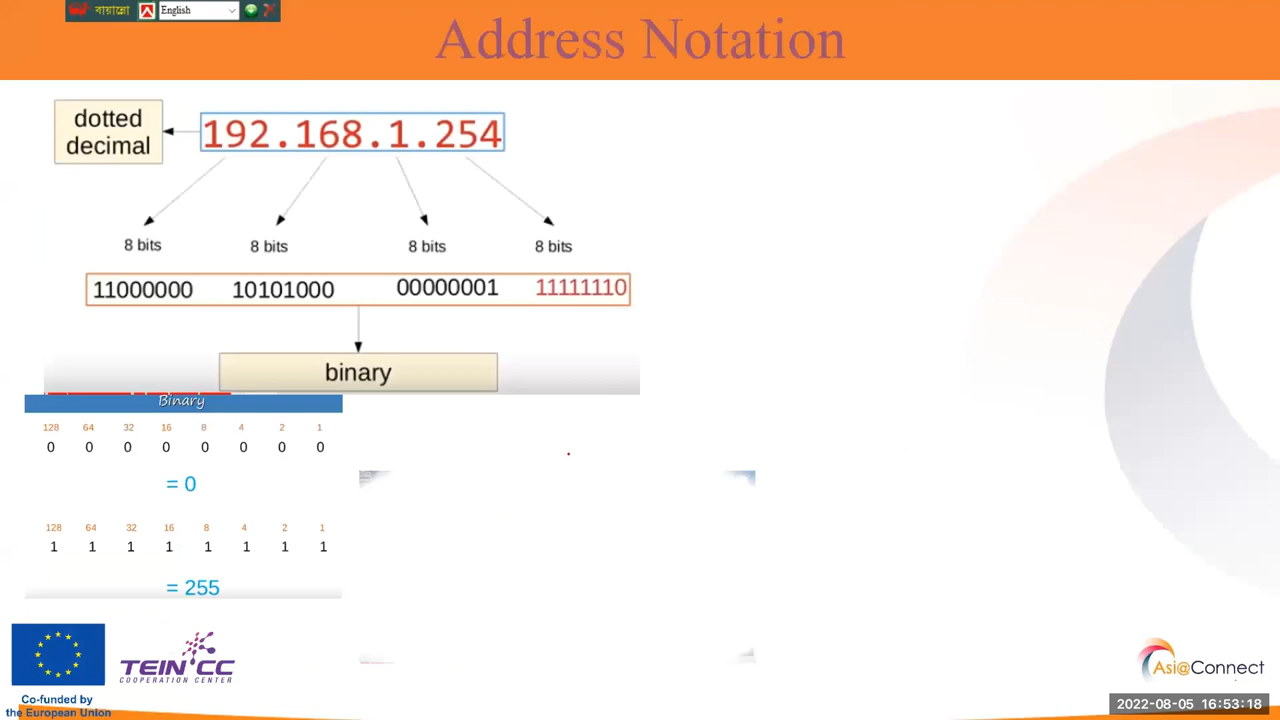 বায়ান্নো English
Address Notation
dotted
decimal
192.168.1.254
8 bits 8 bits 8 bits 8 bits
11000000 10101000 00000001 11111110
binary
Binary
128 64 32 16 8 4 2 1
0 0 0 0 0 0 0 0
= 0
128 64 32 16 8 4 2 1
1 1 1 1 1 1 1 1
= 255
TEIN CC
COOPERATION CENTER
Co-funded by
the European Union
Asi@Connect
2022-08-05 16:53:18